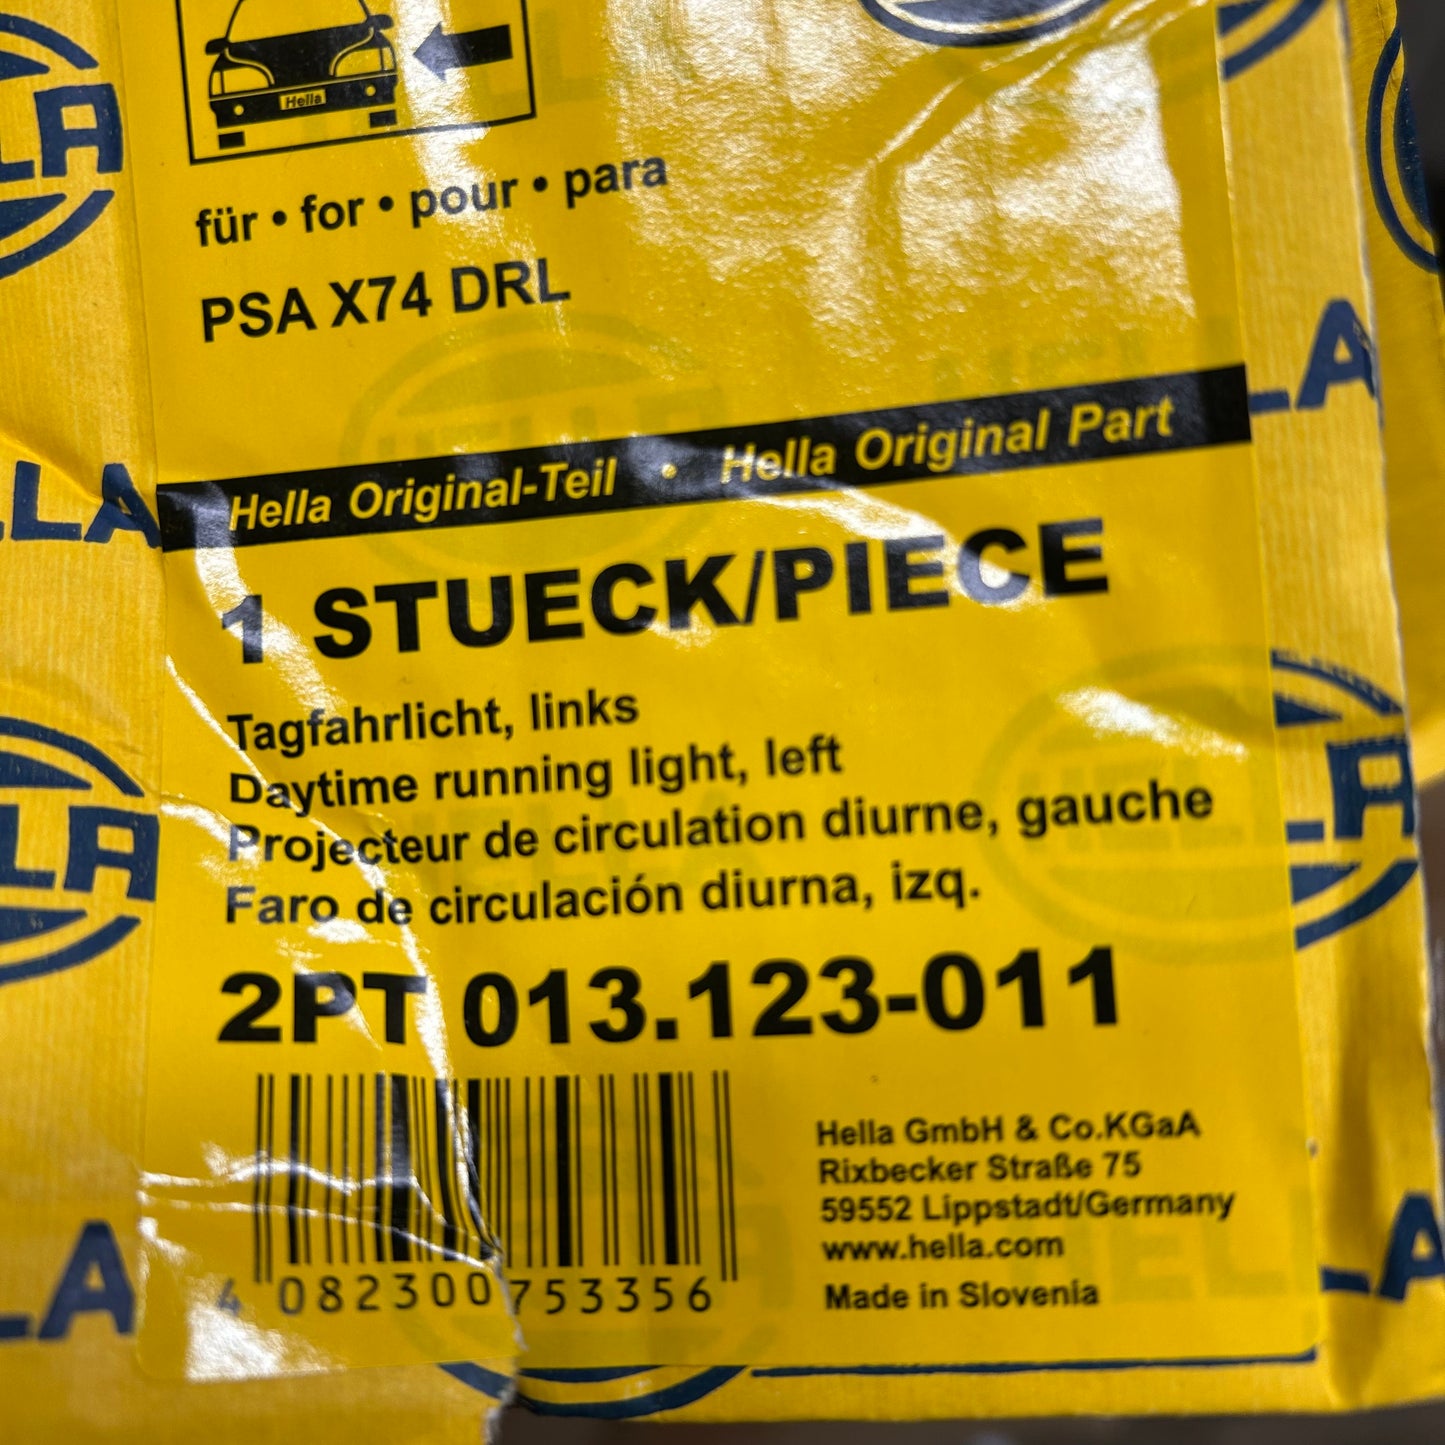 Hella
für • for • pour • para
PSA X74 DRL
Hella Original-Teil • Hella Original Part
1 STUECK/PIECE
Tagfahrlicht, links
Daytime running light, left
Projecteur de circulation diurne, gauche
Faro de circulación diurna, izq.
2PT 013.123-011
4 082300 753356
Hella GmbH & Co.KGaA
Rixbecker Straße 75
59552 Lippstadt/Germany
www.hella.com
Made in Slovenia